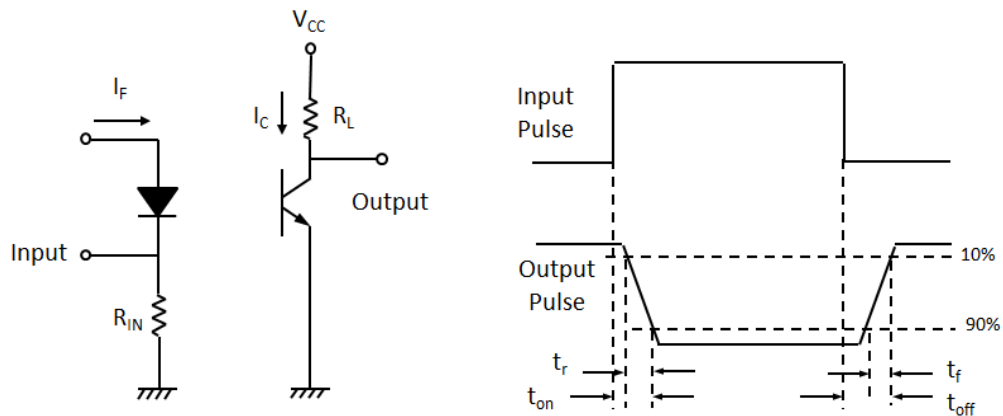 V_CC
I_F
I_C
R_L
Output
Input
R_IN
Input
Pulse
Output
Pulse
10%
90%
t_r
t_f
t_on
t_off